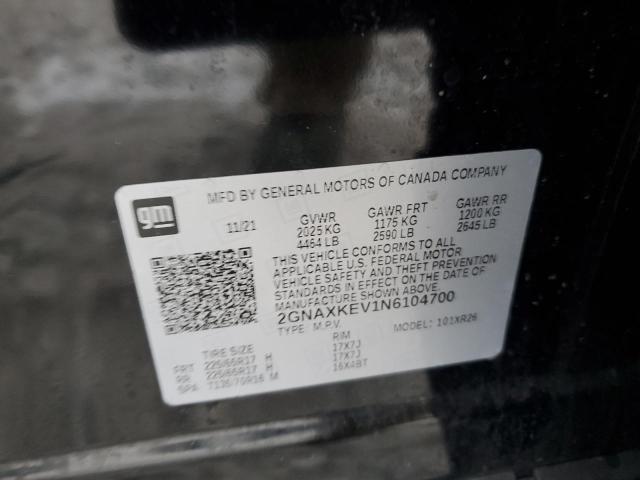 gm
MFD BY GENERAL MOTORS OF CANADA COMPANY
11/21 GVWR GAWR FRT GAWR RR
2025 KG 1175 KG 1200 KG
4464 LB 2590 LB 2645 LB
THIS VEHICLE CONFORMS TO ALL
APPLICABLE U.S. FEDERAL MOTOR
VEHICLE SAFETY AND THEFT PREVENTION
STANDARDS IN EFFECT ON THE DATE OF
MANUFACTURE SHOWN ABOVE.
2GNAXKEV1N6104700
TYPE: M.P.V. MODEL: 101XR26
TIRE SIZE RIM
FRT 225/65R17 H 17X7J
RR 225/65R17 H 17X7J
SPA T135/70R16 M 16X4BT